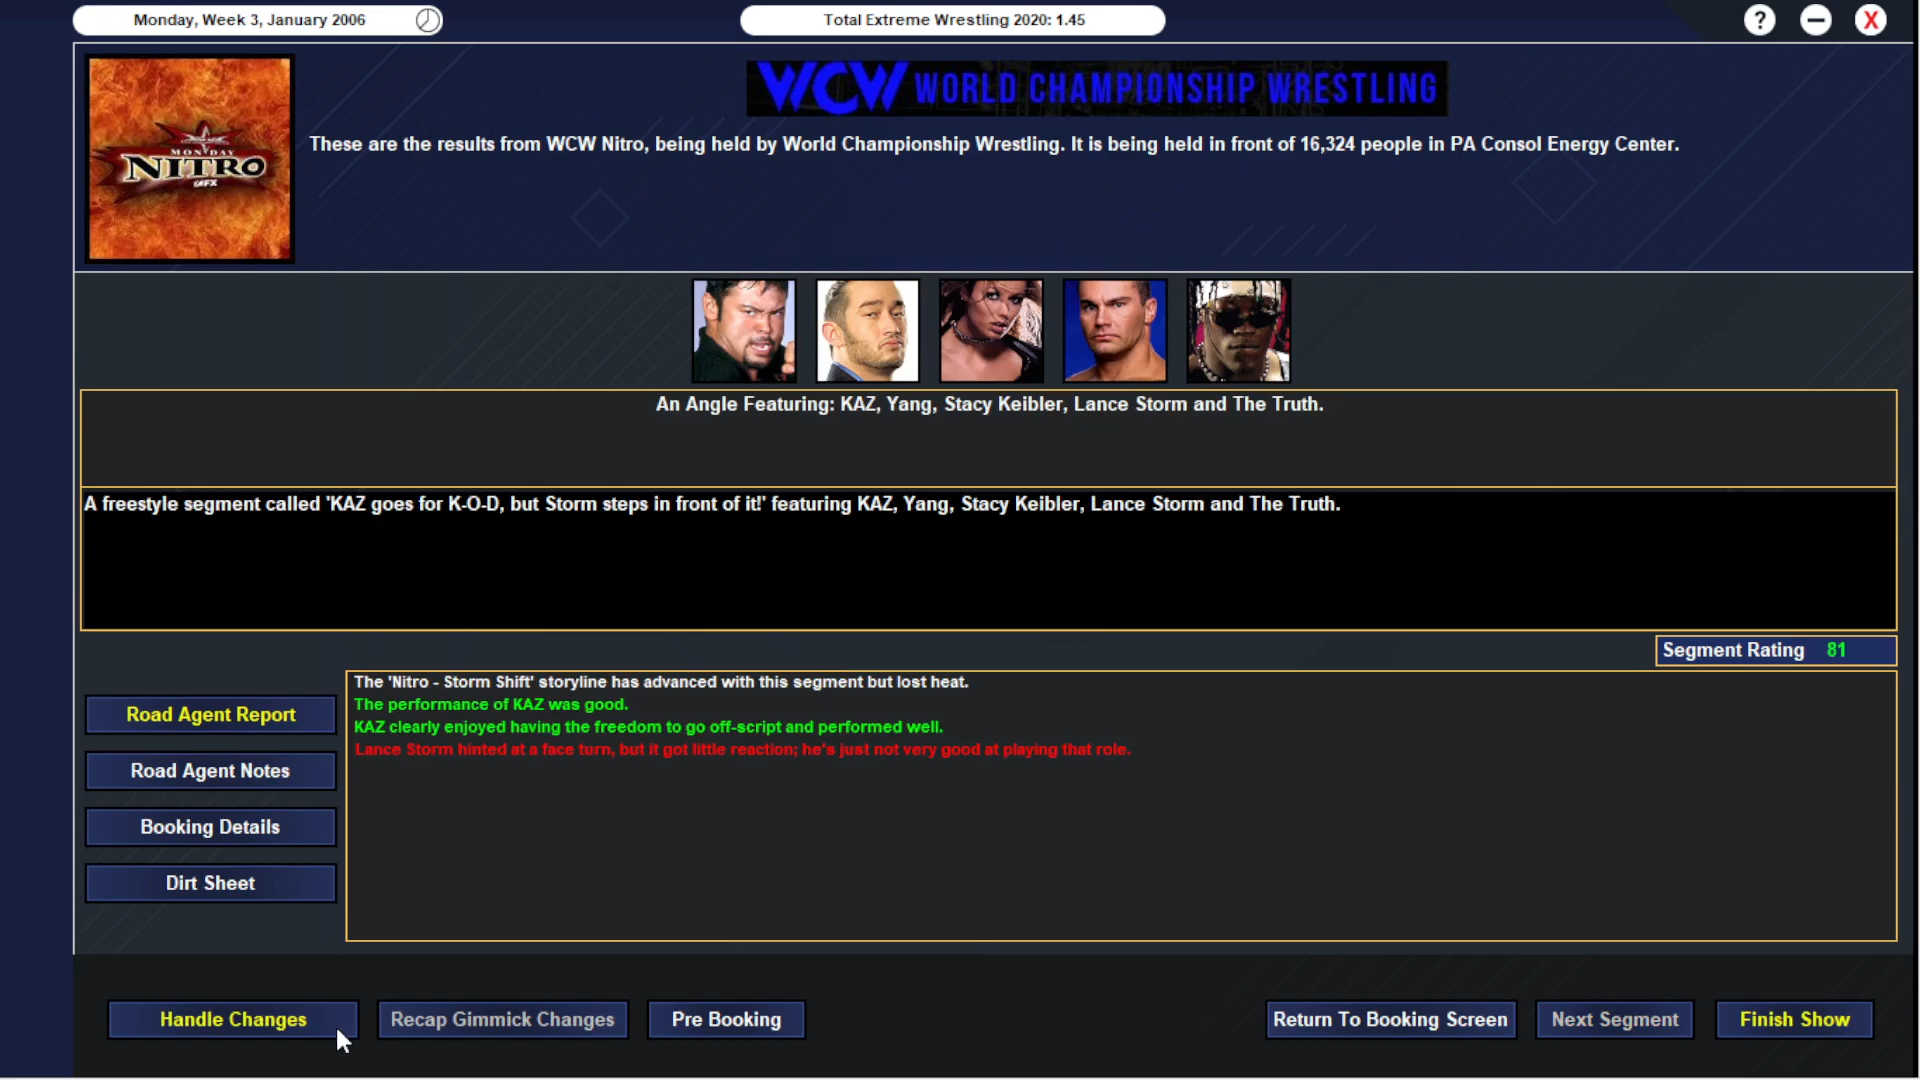 Monday, Week 3, January 2006
Total Extreme Wrestling 2020: 1.45
?
X
WCW WORLD CHAMPIONSHIP WRESTLING
MONDAY
NITRO
These are the results from WCW Nitro, being held by World Championship Wrestling. It is being held in front of 16,324 people in PA Consol Energy Center.
An Angle Featuring: KAZ, Yang, Stacy Keibler, Lance Storm and The Truth.
A freestyle segment called 'KAZ goes for K-O-D, but Storm steps in front of it!' featuring KAZ, Yang, Stacy Keibler, Lance Storm and The Truth.
Segment Rating 81
The 'Nitro - Storm Shift' storyline has advanced with this segment but lost heat.
The performance of KAZ was good.
KAZ clearly enjoyed having the freedom to go off-script and performed well.
Lance Storm hinted at a face turn, but it got little reaction; he's just not very good at playing that role.
Road Agent Report
Road Agent Notes
Booking Details
Dirt Sheet
Handle Changes
Recap Gimmick Changes
Pre Booking
Return To Booking Screen
Next Segment
Finish Show